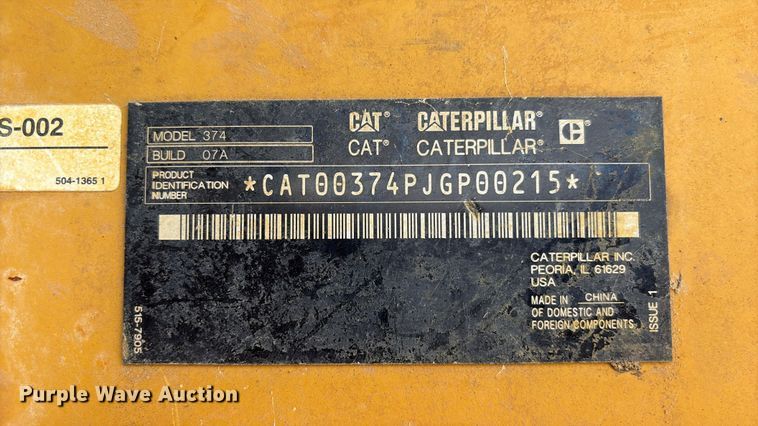 S-002
504-1365 1
MODEL 374
BUILD 07A
CAT® CATERPILLAR® C®
CAT® CATERPILLAR®
PRODUCT
IDENTIFICATION
NUMBER
*CAT00374PJGP00215*
CATERPILLAR INC.
PEORIA, IL 61629
USA
MADE IN CHINA
OF DOMESTIC AND
FOREIGN COMPONENTS.
515-7905
ISSUE 1
Purple Wave Auction